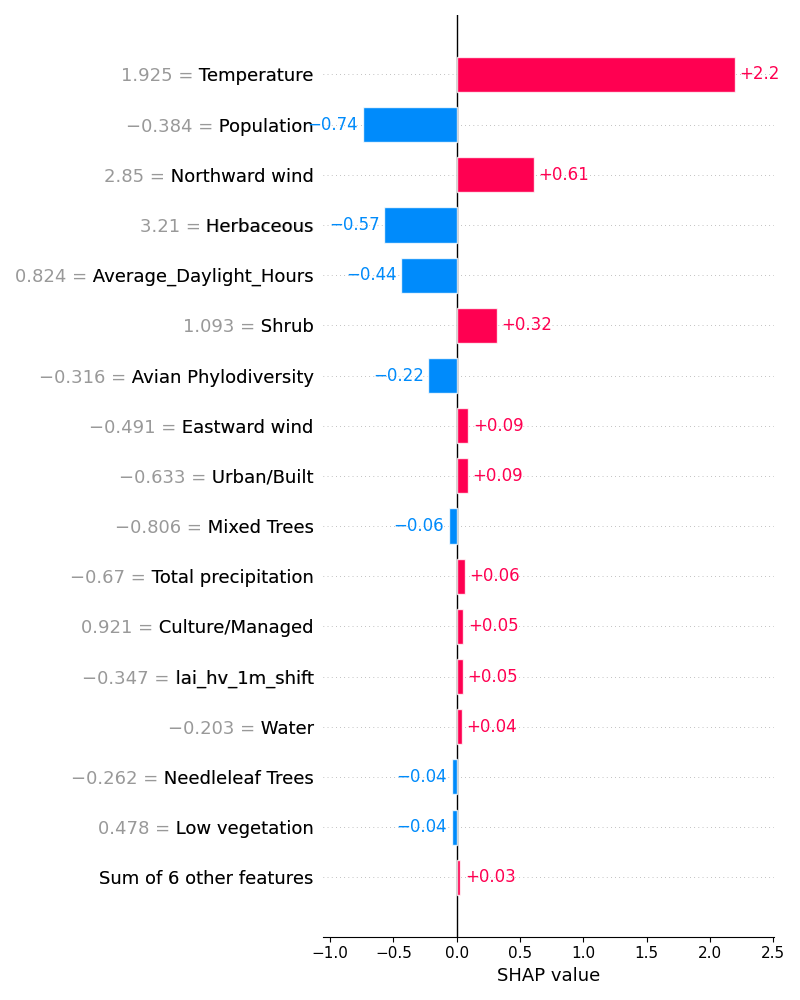 1.925 = Temperature +2.2
−0.384 = Population −0.74
2.85 = Northward wind +0.61
3.21 = Herbaceous −0.57
0.824 = Average_Daylight_Hours −0.44
1.093 = Shrub +0.32
−0.316 = Avian Phylodiversity −0.22
−0.491 = Eastward wind +0.09
−0.633 = Urban/Built +0.09
−0.806 = Mixed Trees −0.06
−0.67 = Total precipitation +0.06
0.921 = Culture/Managed +0.05
−0.347 = lai_hv_1m_shift +0.05
−0.203 = Water +0.04
−0.262 = Needleleaf Trees −0.04
0.478 = Low vegetation −0.04
Sum of 6 other features +0.03
−1.0 −0.5 0.0 0.5 1.0 1.5 2.0 2.5
SHAP value